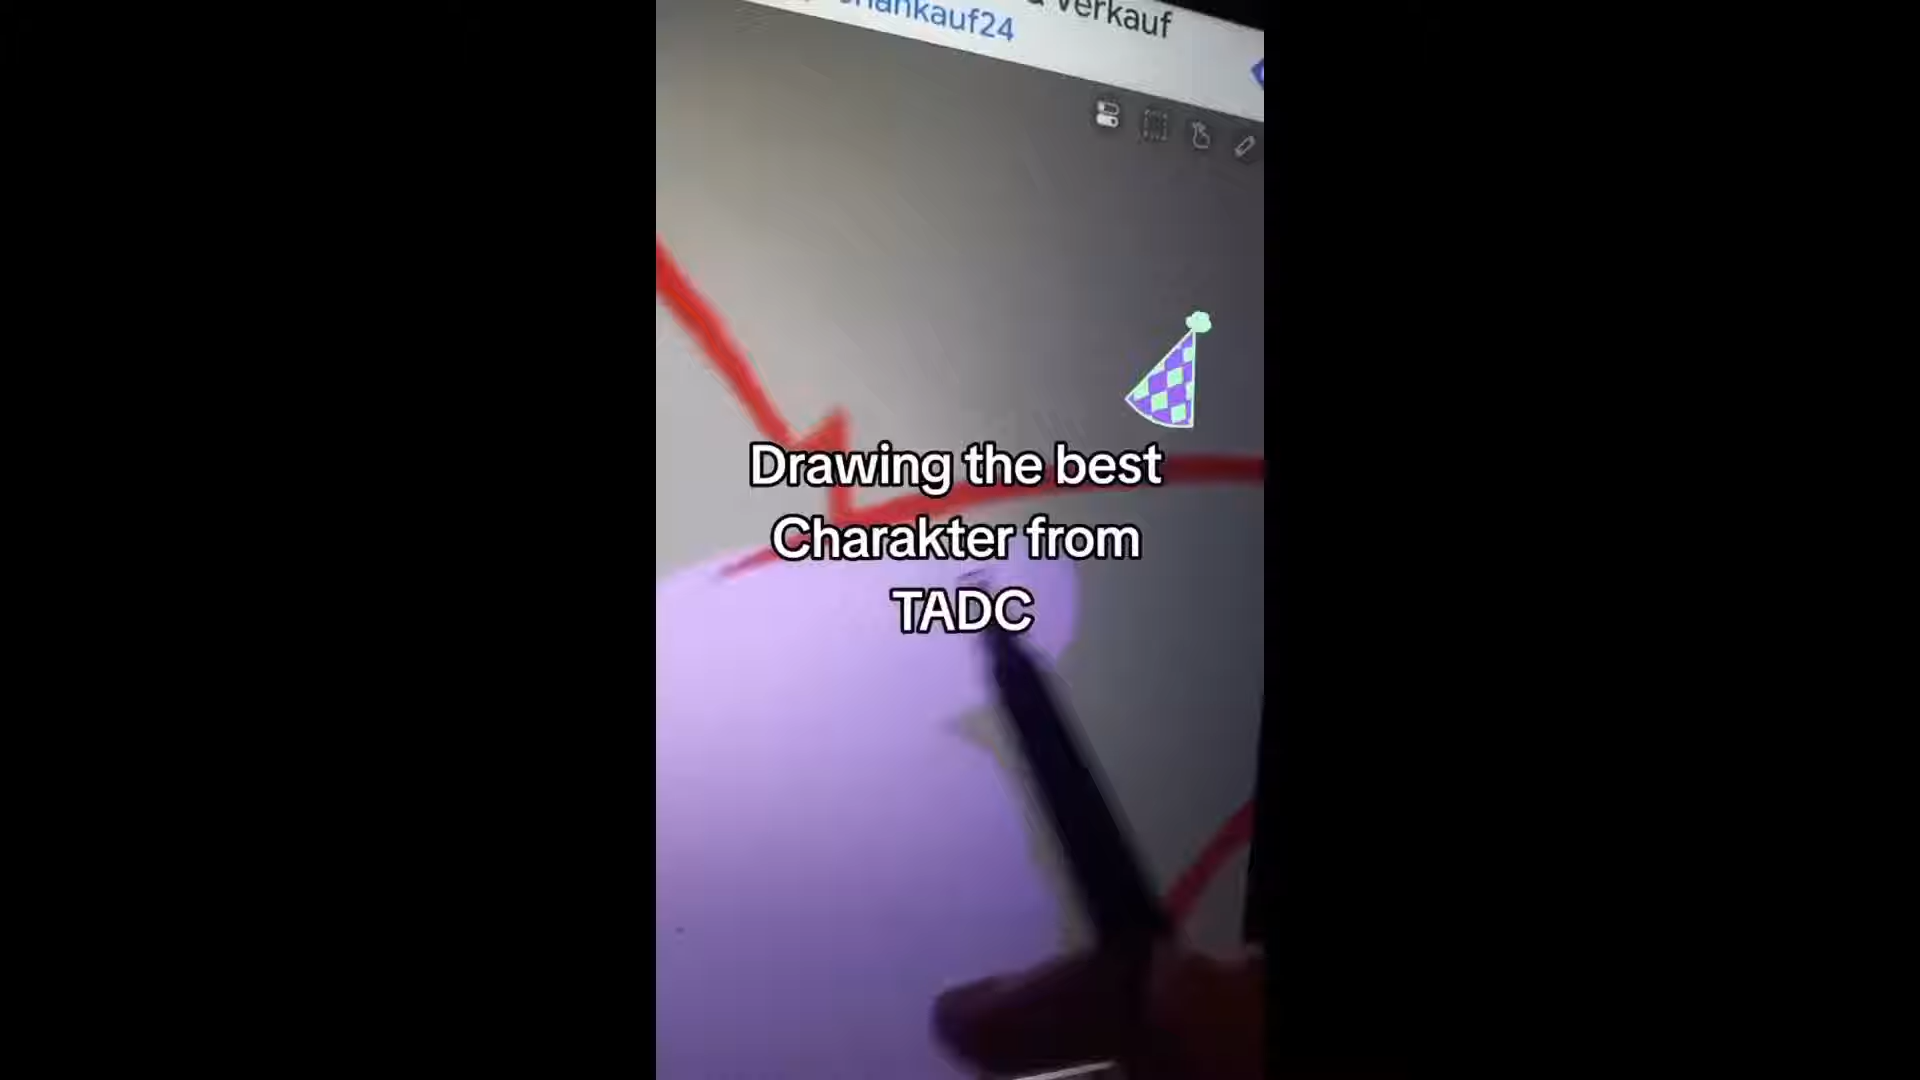 Verkauf
ankauf24
Drawing the best
Charakter from
TADC